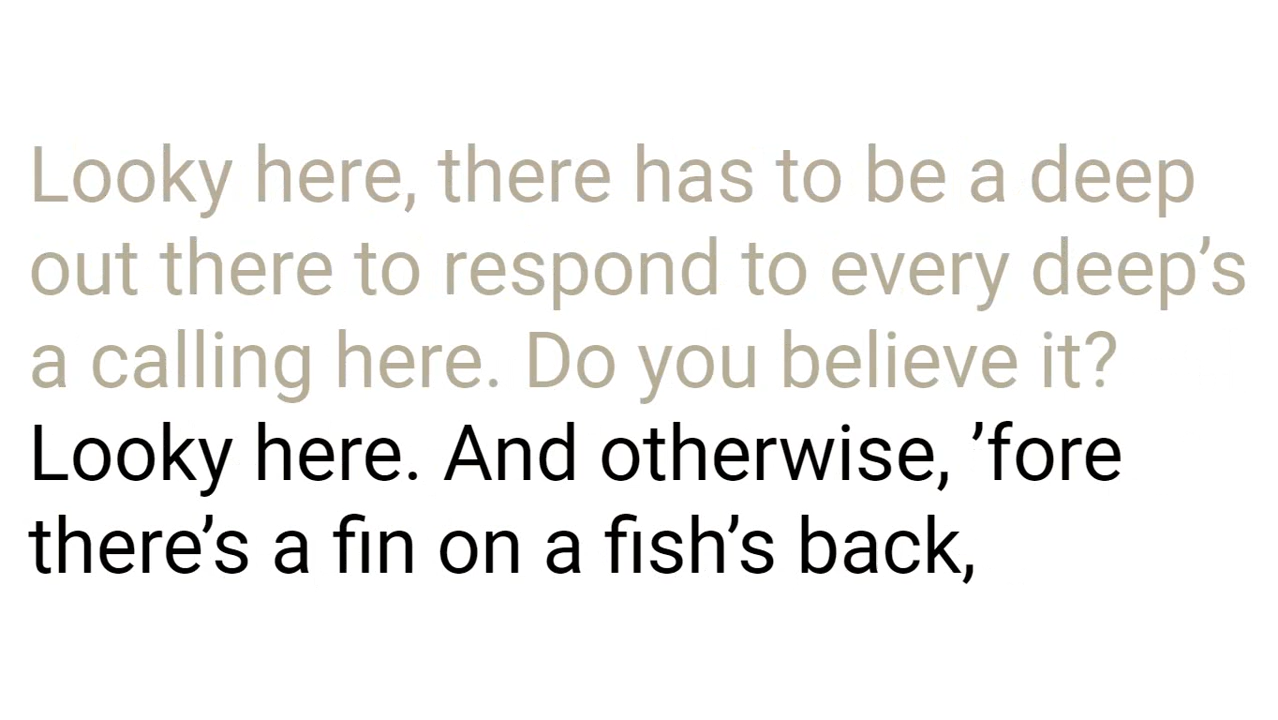 Looky here, there has to be a deep
out there to respond to every deep’s
a calling here. Do you believe it?
Looky here. And otherwise, ’fore
there’s a fin on a fish’s back,